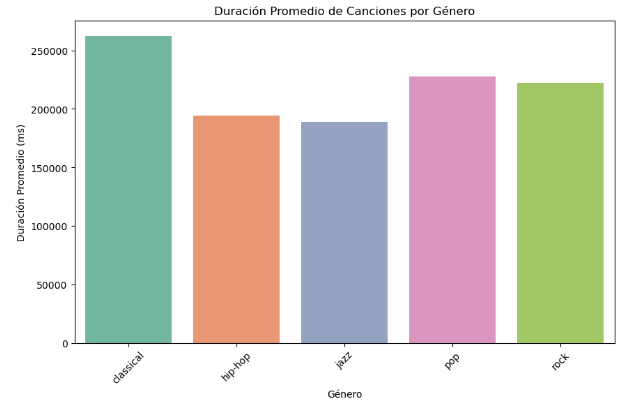 Duración Promedio de Canciones por Género
Duración Promedio (ms)
250000
200000
150000
100000
50000
0
classical
hip-hop
jazz
pop
rock
Género